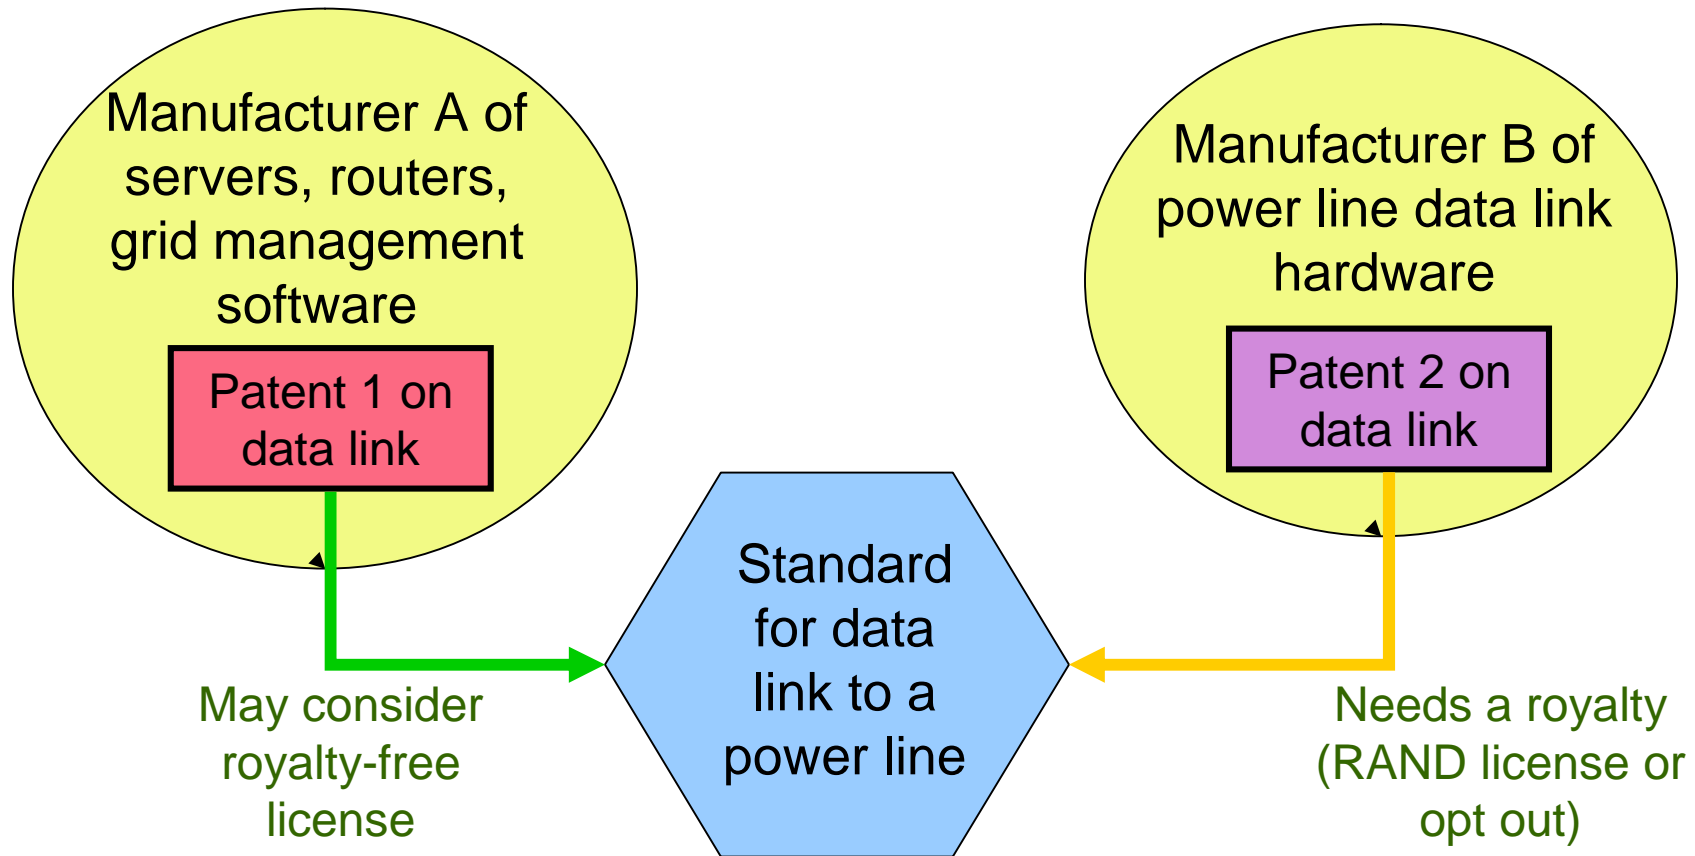 Manufacturer A of
servers, routers,
grid management
software
Patent 1 on
data link
May consider
royalty-free
license
Standard
for data
link to a
power line
Manufacturer B of
power line data link
hardware
Patent 2 on
data link
Needs a royalty
(RAND license or
opt out)